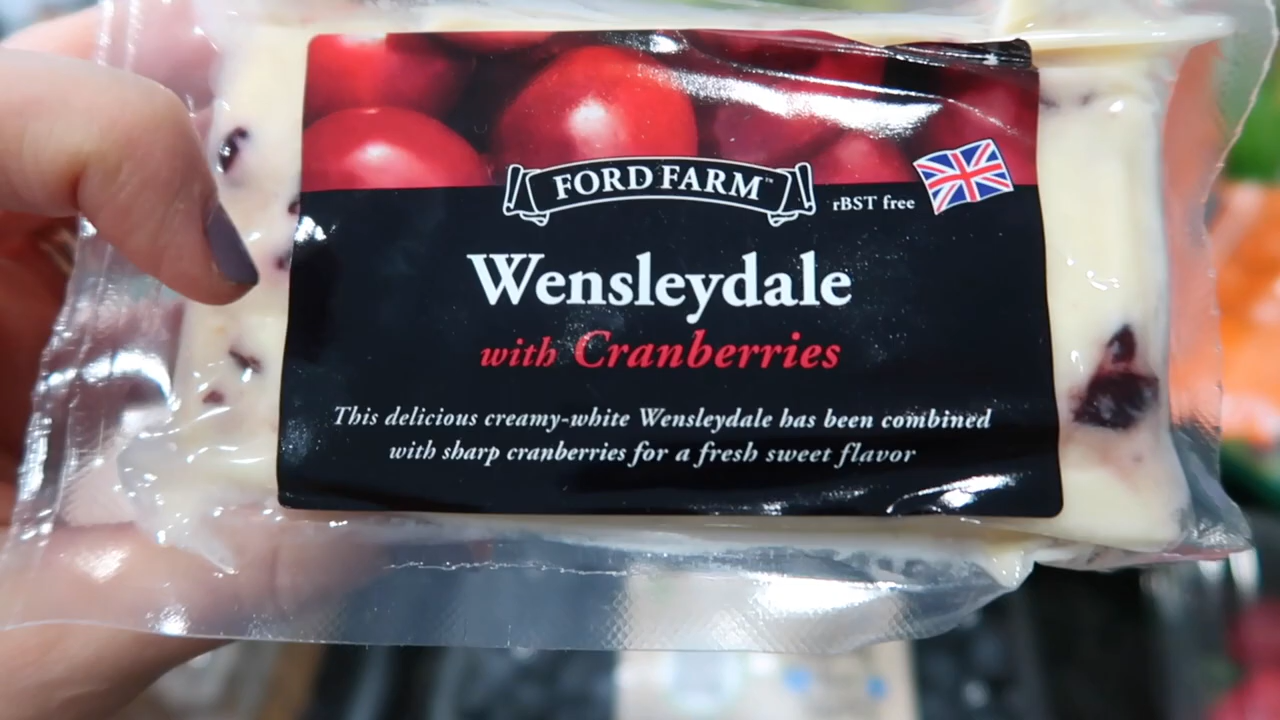 FORD FARM™
rBST free
Wensleydale
with Cranberries
This delicious creamy-white Wensleydale has been combined
with sharp cranberries for a fresh sweet flavor